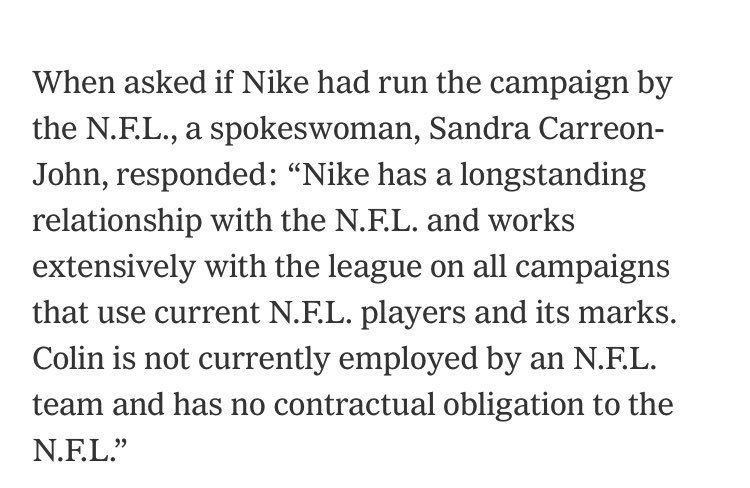 When asked if Nike had run the campaign by
the N.F.L., a spokeswoman, Sandra Carreon-
John, responded: “Nike has a longstanding
relationship with the N.F.L. and works
extensively with the league on all campaigns
that use current N.F.L. players and its marks.
Colin is not currently employed by an N.F.L.
team and has no contractual obligation to the
N.F.L.”